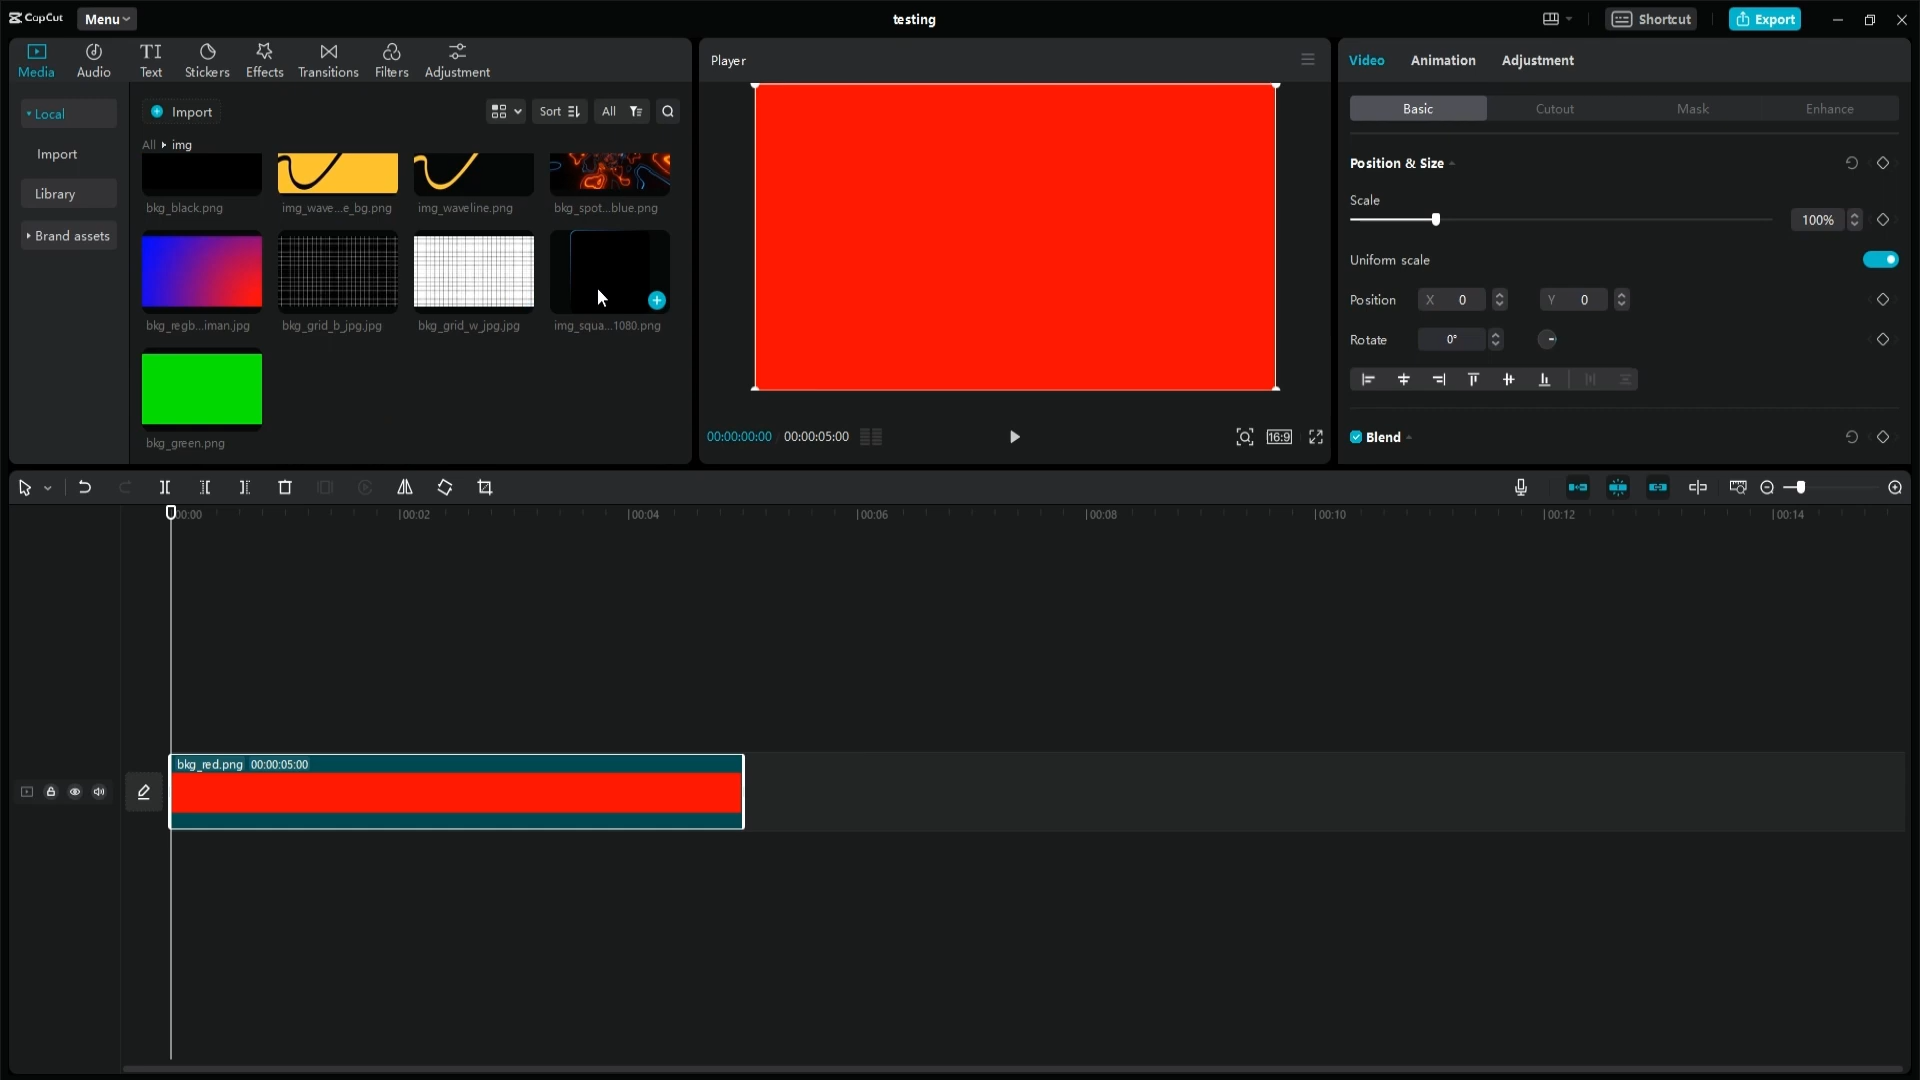 CapCut
Menu
testing
Shortcut
Export
Media
Audio
Text
Stickers
Effects
Transitions
Filters
Adjustment
Player
Video
Animation
Adjustment
Local
Import
Sort
All
Basic
Cutout
Mask
Enhance
All
img
Import
Position & Size
Library
Scale
bkg_black.png
img_wave...e_bg.png
img_waveline.png
bkg_spot...blue.png
100%
Brand assets
Uniform scale
Position
X 0
Y 0
bkg_regb...iman.jpg
bkg_grid_b_jpg.jpg
bkg_grid_w_jpg.jpg
img_squa...1080.png
Rotate
0°
bkg_green.png
00:00:00:00
00:00:05:00
16:9
Blend
00:00
00:02
00:04
00:06
00:08
00:10
00:12
00:14
bkg_red.png 00:00:05:00